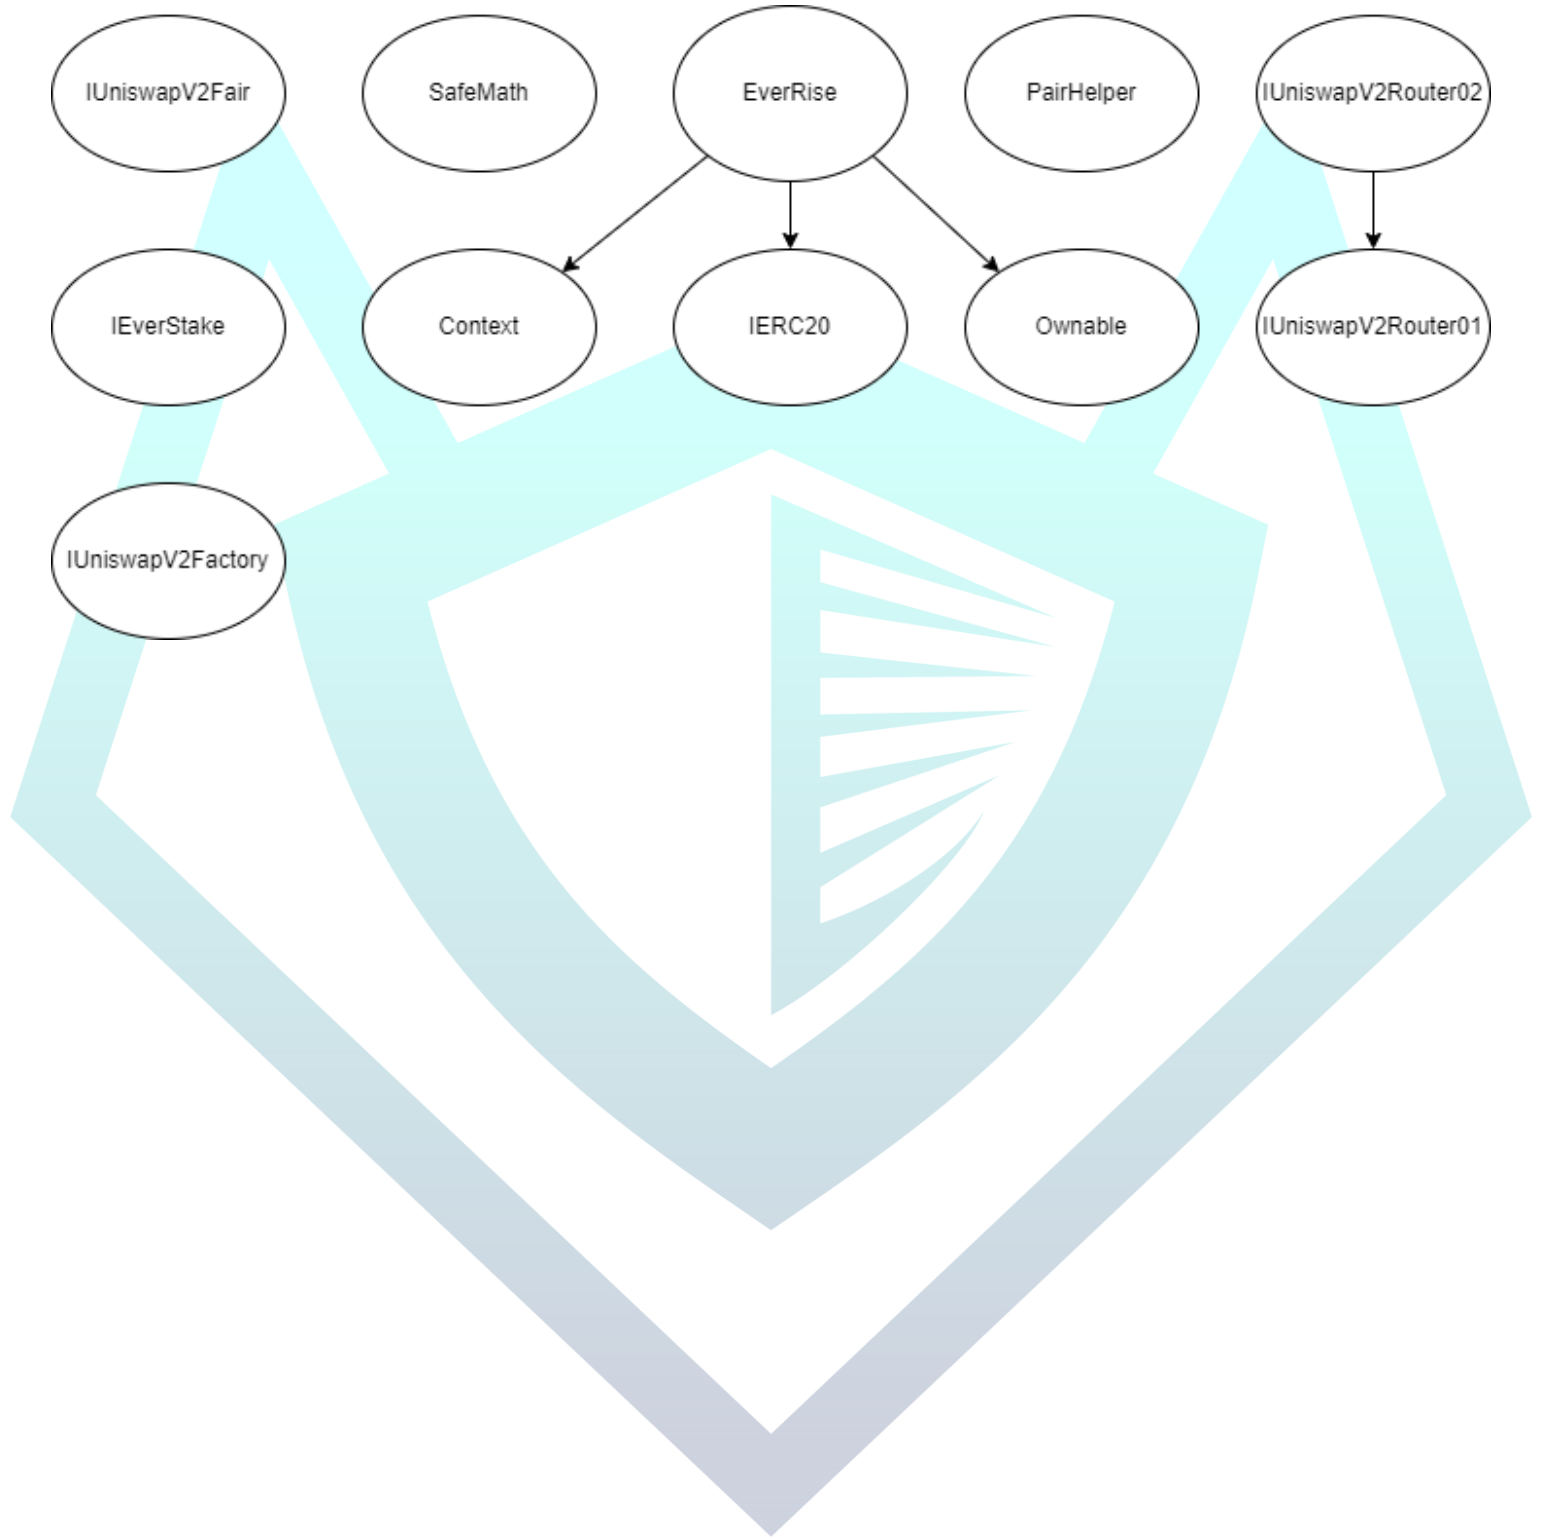 IUniswapV2Fair
SafeMath
EverRise
PairHelper
IUniswapV2Router02
IEverStake
Context
IERC20
Ownable
IUniswapV2Router01
IUniswapV2Factory